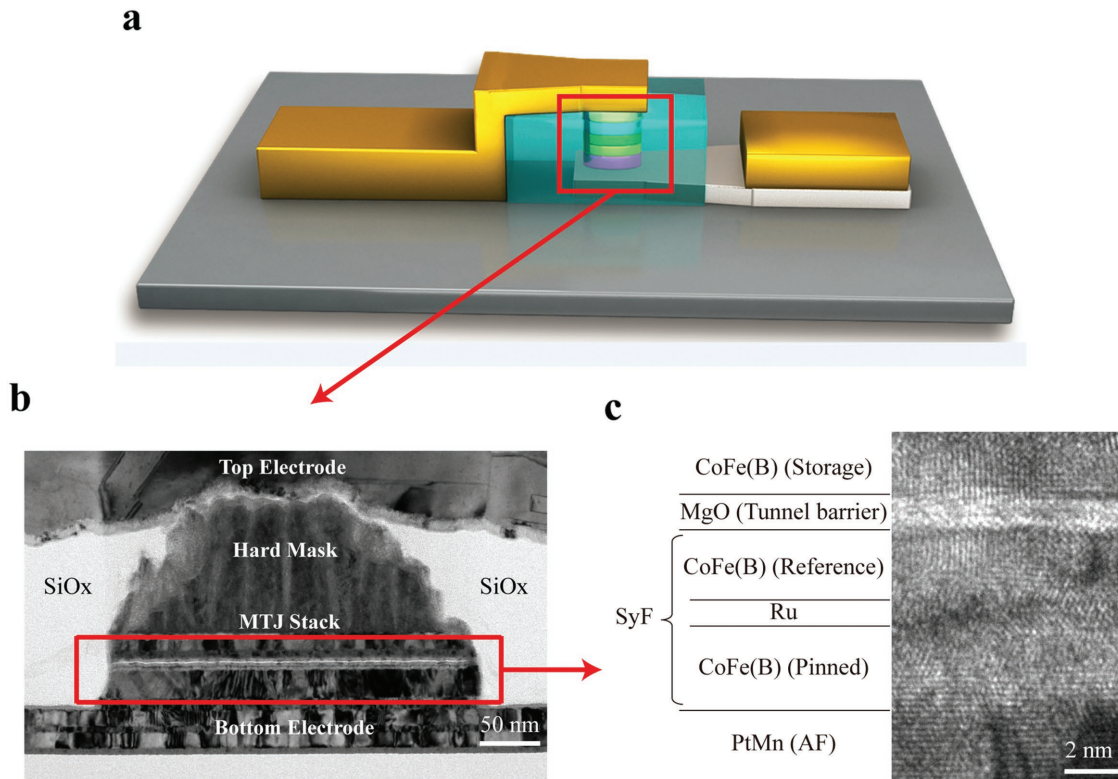 a
b
Top Electrode
Hard Mask
SiOx
SiOx
MTJ Stack
Bottom Electrode
50 nm
c
CoFe(B) (Storage)
MgO (Tunnel barrier)
CoFe(B) (Reference)
Ru
SyF
CoFe(B) (Pinned)
PtMn (AF)
2 nm